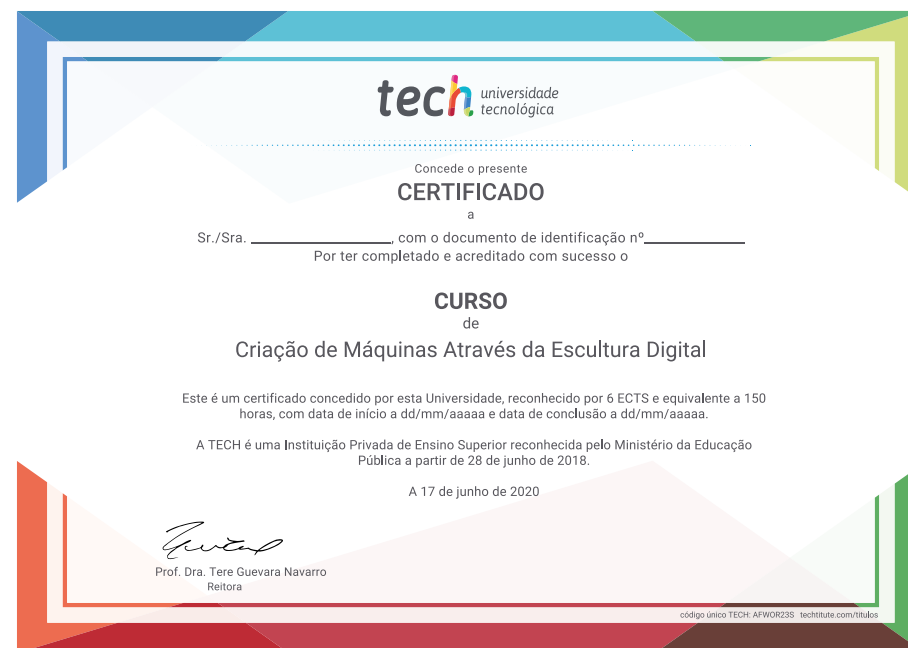 tech universidade
tecnológica
Concede o presente
CERTIFICADO
a
Sr./Sra. ____________________, com o documento de identificação nº______________
Por ter completado e acreditado com sucesso o
CURSO
de
Criação de Máquinas Através da Escultura Digital
Este é um certificado concedido por esta Universidade, reconhecido por 6 ECTS e equivalente a 150
horas, com data de início a dd/mm/aaaaa e data de conclusão a dd/mm/aaaaa.
A TECH é uma Instituição Privada de Ensino Superior reconhecida pelo Ministério da Educação
Pública a partir de 28 de junho de 2018.
A 17 de junho de 2020
Prof. Dra. Tere Guevara Navarro
Reitora
código único TECH: AFWOR23S techtitute.com/titulos